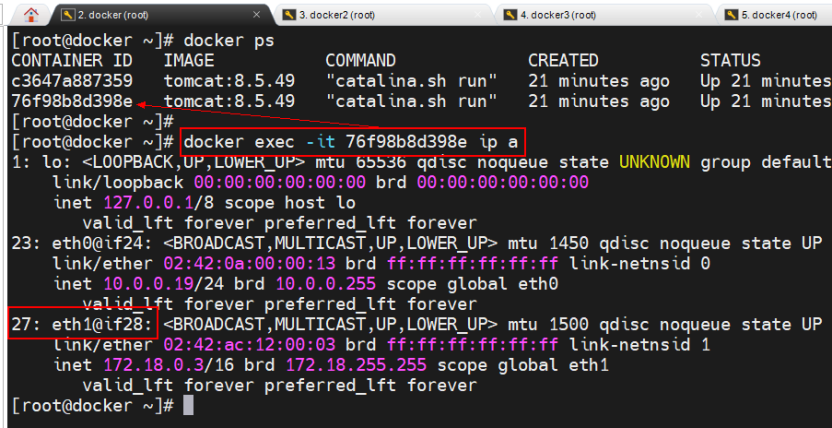 2. docker (root)
3. docker2 (root)
4. docker3 (root)
5. docker4 (root)
[root@docker ~]# docker ps
CONTAINER ID IMAGE COMMAND CREATED STATUS
c3647a887359 tomcat:8.5.49 "catalina.sh run" 21 minutes ago Up 21 minutes
76f98b8d398e tomcat:8.5.49 "catalina.sh run" 21 minutes ago Up 21 minutes
[root@docker ~]#
[root@docker ~]# docker exec -it 76f98b8d398e ip a
1: lo: <LOOPBACK,UP,LOWER_UP> mtu 65536 qdisc noqueue state UNKNOWN group default
link/loopback 00:00:00:00:00:00 brd 00:00:00:00:00:00
inet 127.0.0.1/8 scope host lo
valid_lft forever preferred_lft forever
23: eth0@if24: <BROADCAST,MULTICAST,UP,LOWER_UP> mtu 1450 qdisc noqueue state UP
link/ether 02:42:0a:00:00:13 brd ff:ff:ff:ff:ff:ff link-netnsid 0
inet 10.0.0.19/24 brd 10.0.0.255 scope global eth0
valid_lft forever preferred_lft forever
27: eth1@if28: <BROADCAST,MULTICAST,UP,LOWER_UP> mtu 1500 qdisc noqueue state UP
link/ether 02:42:ac:12:00:03 brd ff:ff:ff:ff:ff:ff link-netnsid 1
inet 172.18.0.3/16 brd 172.18.255.255 scope global eth1
valid_lft forever preferred_lft forever
[root@docker ~]#